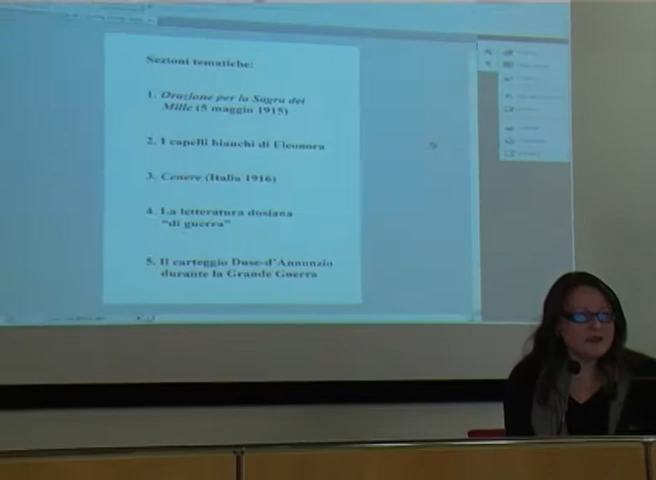 Sezioni tematiche:
1. Orazione per la Sagra dei
Mille (5 maggio 1915)
2. I capelli bianchi di Eleonora
3. Cenere (Italia 1916)
4. La letteratura dusiana
"di guerra"
5. Il carteggio Duse-d'Annunzio
durante la Grande Guerra